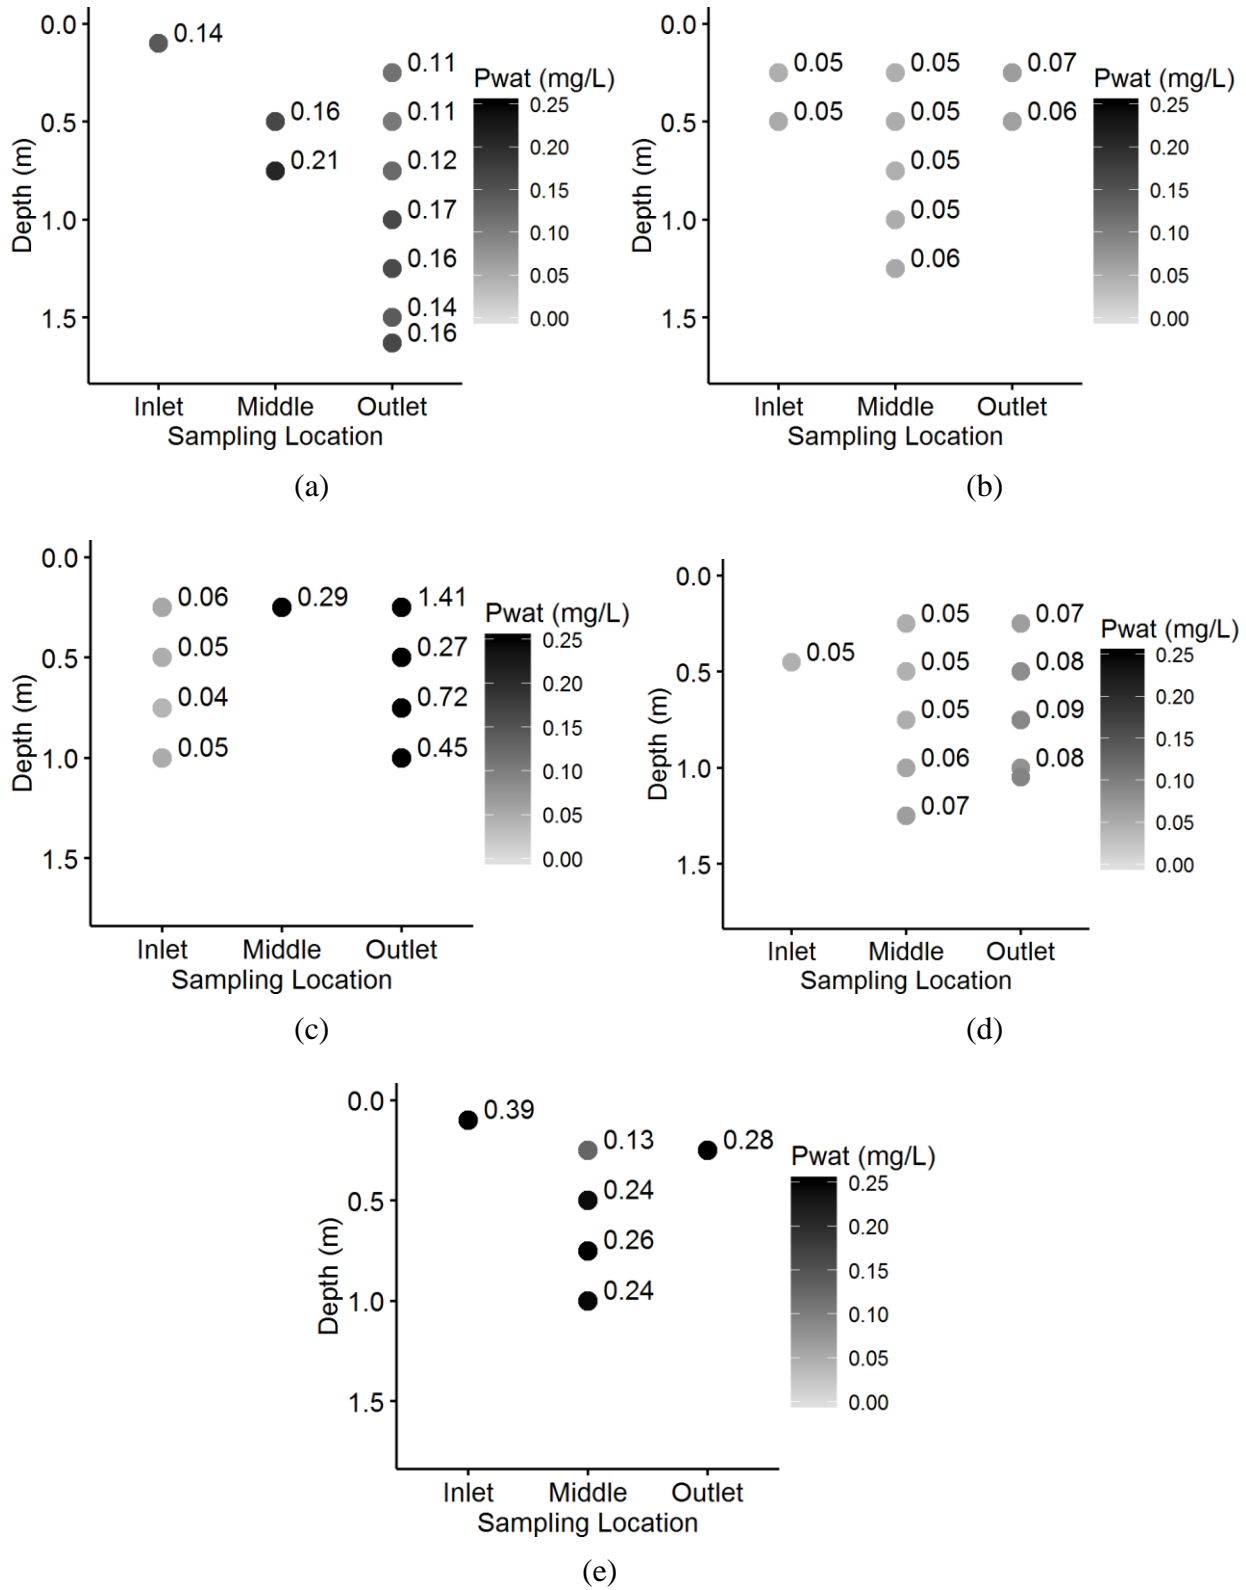 0.0
0.14
0.11
Pwat (mg/L)
0.25
0.5
0.16
0.11
0.20
0.21
0.12
0.15
Depth (m)
1.0
0.17
0.10
0.16
0.05
1.5
0.14
0.00
0.16
Inlet Middle Outlet
Sampling Location
(a)
0.0
0.05 0.05 0.07
Pwat (mg/L)
0.25
0.5
0.05 0.05 0.06
0.20
0.05
0.15
Depth (m)
1.0
0.05
0.10
0.06
0.05
1.5
0.00
Inlet Middle Outlet
Sampling Location
(b)
0.0
0.06 0.29 1.41
Pwat (mg/L)
0.25
0.5
0.05 0.27
0.20
0.04 0.72
0.15
Depth (m)
1.0
0.05 0.45
0.10
0.05
1.5
0.00
Inlet Middle Outlet
Sampling Location
(c)
0.0
0.05 0.07
Pwat (mg/L)
0.25
0.5
0.05 0.05 0.08
0.20
0.05 0.09
0.15
Depth (m)
1.0
0.06 0.08
0.10
0.07
0.05
1.5
0.00
Inlet Middle Outlet
Sampling Location
(d)
0.0
0.39
0.13 0.28
Pwat (mg/L)
0.25
0.5
0.24
0.20
0.26
0.15
Depth (m)
1.0
0.24
0.10
0.05
1.5
0.00
Inlet Middle Outlet
Sampling Location
(e)